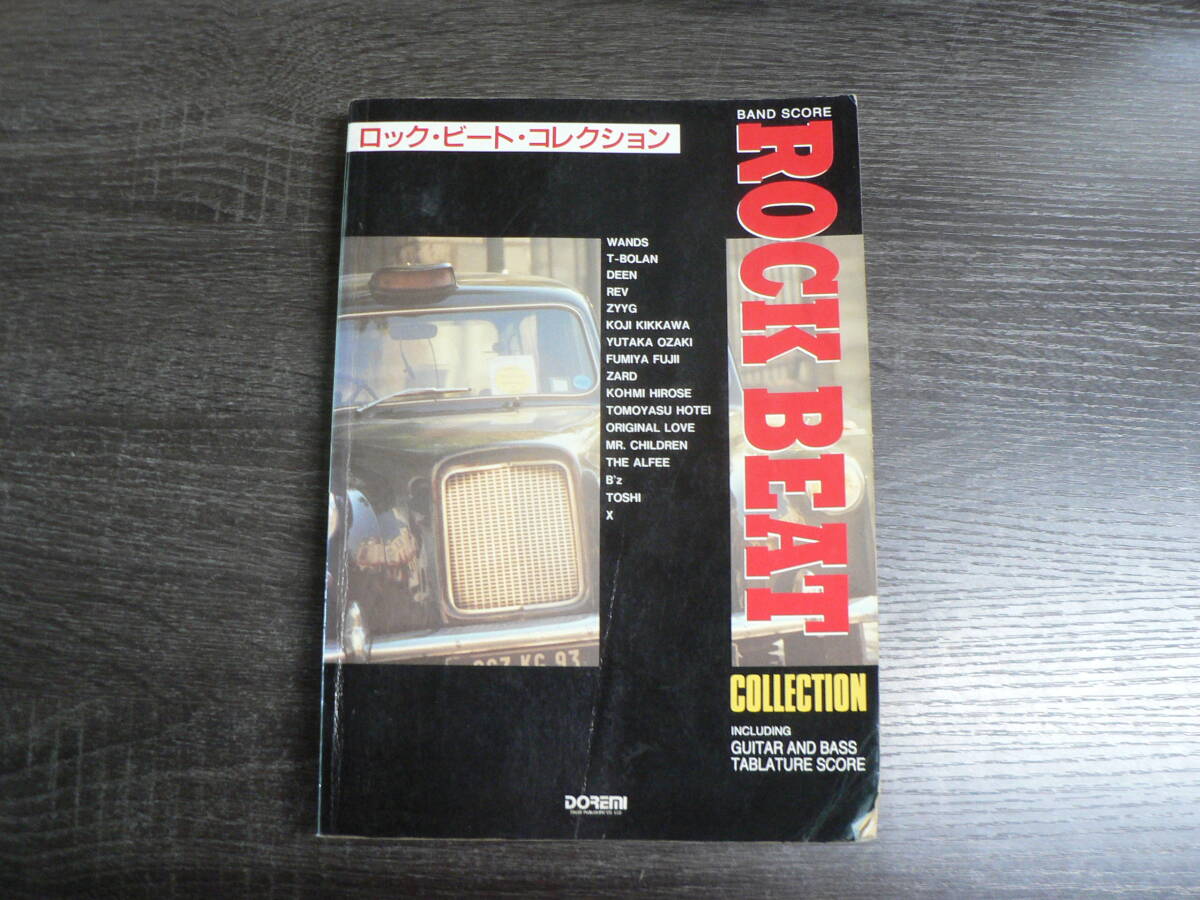 BAND SCORE
ロック・ビート・コレクション
ROCK BEAT
WANDS
T-BOLAN
DEEN
REV
ZYYG
KOJI KIKKAWA
YUTAKA OZAKI
FUMIYA FUJII
ZARD
KOHMI HIROSE
TOMOYASU HOTEI
ORIGINAL LOVE
MR. CHILDREN
THE ALFEE
B'z
TOSHI
X
COLLECTION
INCLUDING
GUITAR AND BASS
TABLATURE SCORE
DOREMI